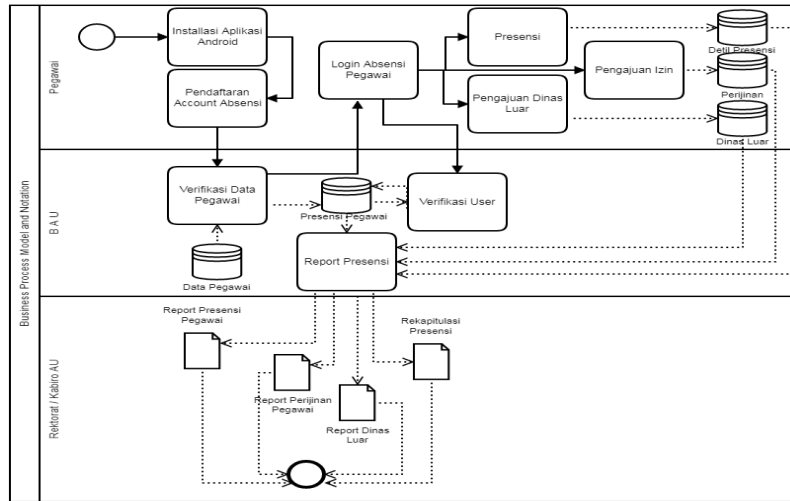 Business Process Model and Notation
Pegawai
Installasi Aplikasi
Android
Pendaftaran
Account Absensi
Login Absensi
Pegawai
Presensi
Pengajuan Izin
Pengajuan Dinas
Luar
Detil Presensi
Perijinan
Dinas Luar
B A U
Verifikasi Data
Pegawai
Presensi Pegawai
Verifikasi User
Data Pegawai
Report Presensi
Rektorat / Kabiro AU
Report Presensi
Pegawai
Report Perijinan
Pegawai
Report Dinas
Luar
Rekapitulasi
Presensi